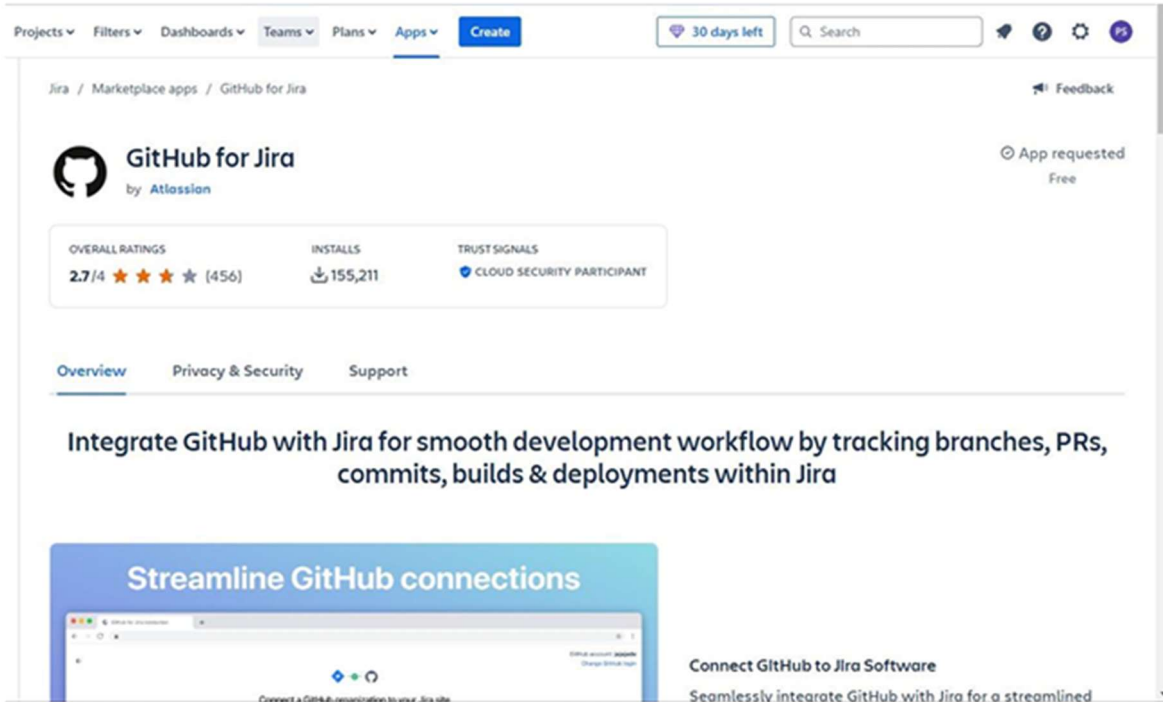 Projects Filters Dashboards Teams Plans Apps Create 30 days left Search PS
Jira / Marketplace apps / GitHub for Jira Feedback
GitHub for Jira
by Atlassian
App requested
Free
OVERALL RATINGS INSTALLS TRUST SIGNALS
2.7/4 (456) 155,211 CLOUD SECURITY PARTICIPANT
Overview Privacy & Security Support
Integrate GitHub with Jira for smooth development workflow by tracking branches, PRs,
commits, builds & deployments within Jira
Streamline GitHub connections
Change GitHub login
Connect a GitHub organization to your Jira site
Connect GitHub to Jira Software
Seamlessly integrate GitHub with Jira for a streamlined